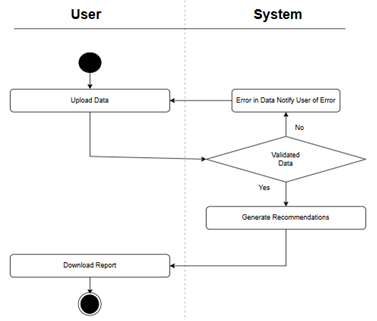 User
System
Upload Data
Error in Data Notify User of Error
No
Validated
Data
Yes
Generate Recommendations
Download Report